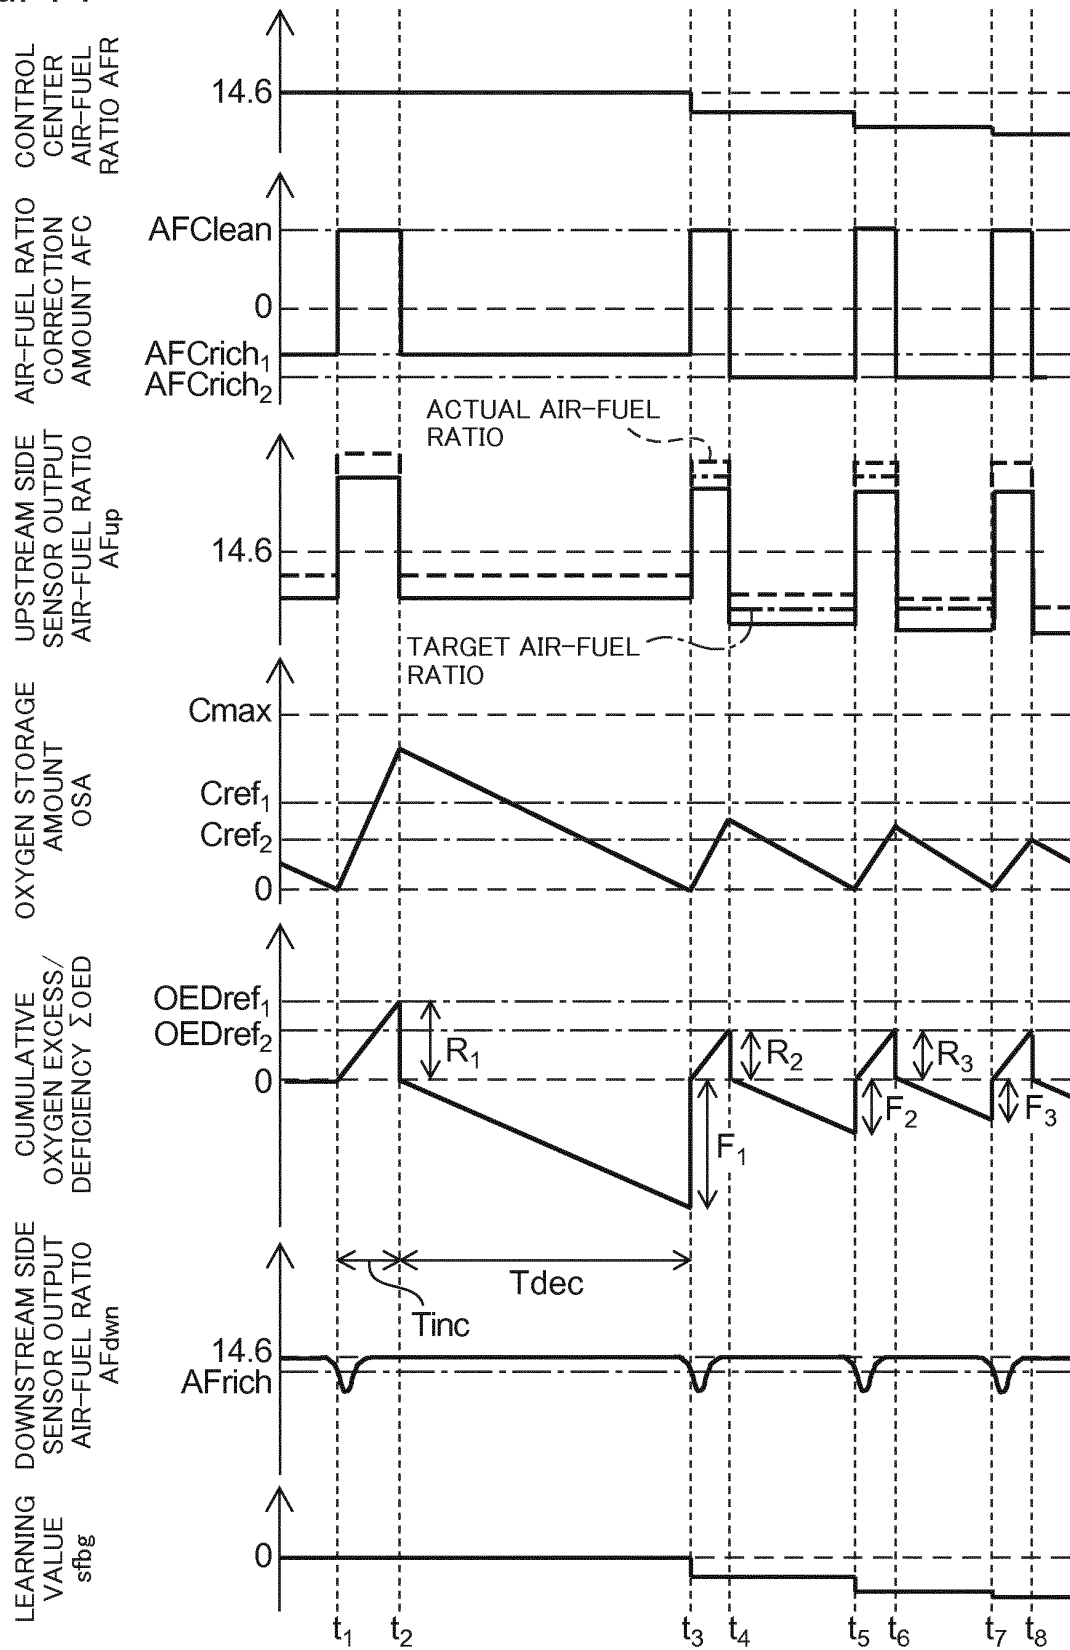 CONTROL
CENTER
AIR-FUEL
RATIO AFR
14.6
AIR-FUEL RATIO
CORRECTION
AMOUNT AFC
AFClean
0
AFCrich1
AFCrich2
UPSTREAM SIDE
SENSOR OUTPUT
AIR-FUEL RATIO
AFup
ACTUAL AIR-FUEL
RATIO
14.6
TARGET AIR-FUEL
RATIO
OXYGEN STORAGE
AMOUNT
OSA
Cmax
Cref1
Cref2
0
CUMULATIVE
OXYGEN EXCESS/
DEFICIENCY ΣOED
OEDref1
OEDref2
0
R1
R2
R3
F1
F2
F3
DOWNSTREAM SIDE
SENSOR OUTPUT
AIR-FUEL RATIO
AFdwn
Tdec
Tinc
14.6
AFrich
LEARNING
VALUE
sfbg
0
t1 t2 t3 t4 t5 t6 t7 t8